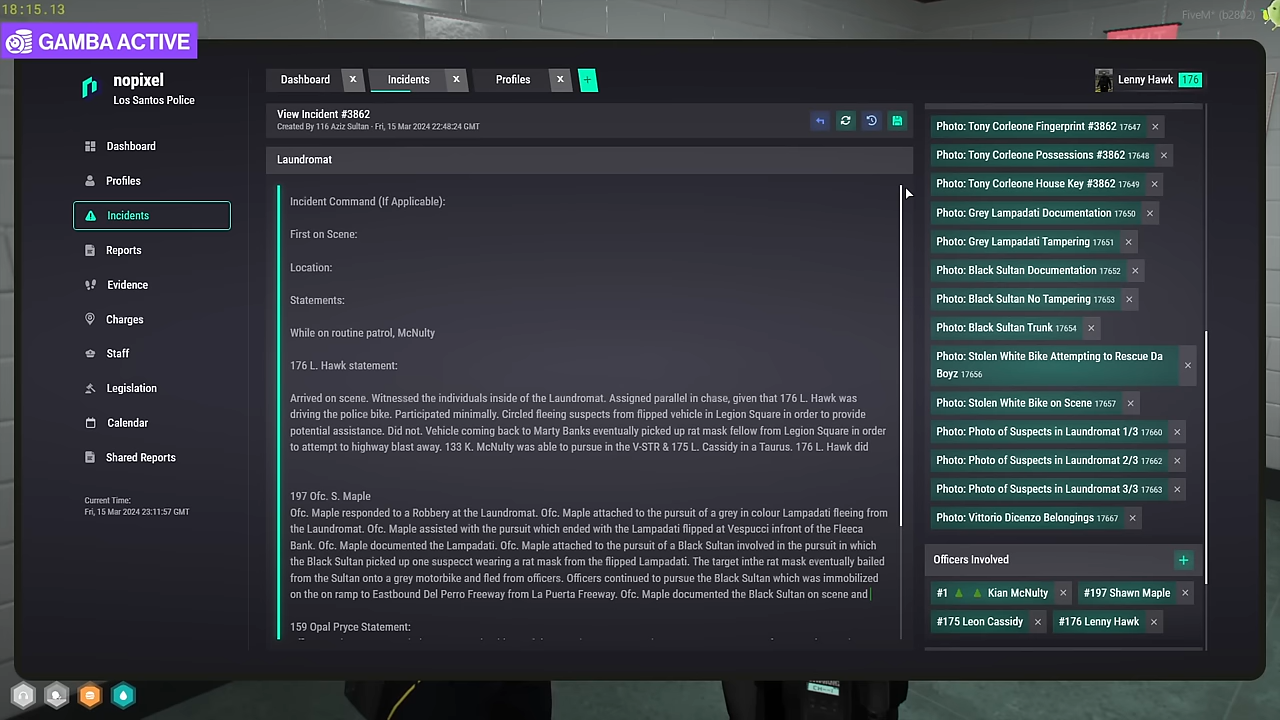 18:15.13
FiveM* (b2802)
GAMBA ACTIVE
EXIT
nopixel
Los Santos Police
Dashboard x
Incidents x
Profiles x
+
Lenny Hawk 176
Dashboard
Profiles
Incidents
Reports
Evidence
Charges
Staff
Legislation
Calendar
Shared Reports
Current Time:
Fri, 15 Mar 2024 23:11:57 GMT
View Incident #3862
Created By 116 Aziz Sultan - Fri, 15 Mar 2024 22:48:24 GMT
Laundromat
Incident Command (If Applicable):
First on Scene:
Location:
Statements:
While on routine patrol, McNulty
176 L. Hawk statement:
Arrived on scene. Witnessed the individuals inside of the Laundromat. Assigned parallel in chase, given that 176 L. Hawk was
driving the police bike. Participated minimally. Circled fleeing suspects from flipped vehicle in Legion Square in order to provide
potential assistance. Did not. Vehicle coming back to Marty Banks eventually picked up rat mask fellow from Legion Square in order
to attempt to highway blast away. 133 K. McNulty was able to pursue in the V-STR & 175 L. Cassidy in a Taurus. 176 L. Hawk did
197 Ofc. S. Maple
Ofc. Maple responded to a Robbery at the Laundromat. Ofc. Maple attached to the pursuit of a grey in colour Lampadati fleeing from
the Laundromat. Ofc. Maple assisted with the pursuit which ended with the Lampadati flipped at Vespucci infront of the Fleeca
Bank. Ofc. Maple documented the Lampadati. Ofc. Maple attached to the pursuit of a Black Sultan involved in the pursuit in which
the Black Sultan picked up one suspecct wearing a rat mask from the flipped Lampadati. The target inthe rat mask eventually bailed
from the Sultan onto a grey motorbike and fled from officers. Officers continued to pursue the Black Sultan which was immobilized
on the on ramp to Eastbound Del Perro Freeway from La Puerta Freeway. Ofc. Maple documented the Black Sultan on scene and
159 Opal Pryce Statement:
Photo: Tony Corleone Fingerprint #3862 17647 x
Photo: Tony Corleone Possessions #3862 17648 x
Photo: Tony Corleone House Key #3862 17649 x
Photo: Grey Lampadati Documentation 17650 x
Photo: Grey Lampadati Tampering 17651 x
Photo: Black Sultan Documentation 17652 x
Photo: Black Sultan No Tampering 17653 x
Photo: Black Sultan Trunk 17654 x
Photo: Stolen White Bike Attempting to Rescue Da
Boyz 17656 x
Photo: Stolen White Bike on Scene 17657 x
Photo: Photo of Suspects in Laundromat 1/3 17660 x
Photo: Photo of Suspects in Laundromat 2/3 17662 x
Photo: Photo of Suspects in Laundromat 3/3 17663 x
Photo: Vittorio Dicenzo Belongings 17667 x
Officers Involved +
#1 Kian McNulty x #197 Shawn Maple x
#175 Leon Cassidy x #176 Lenny Hawk x